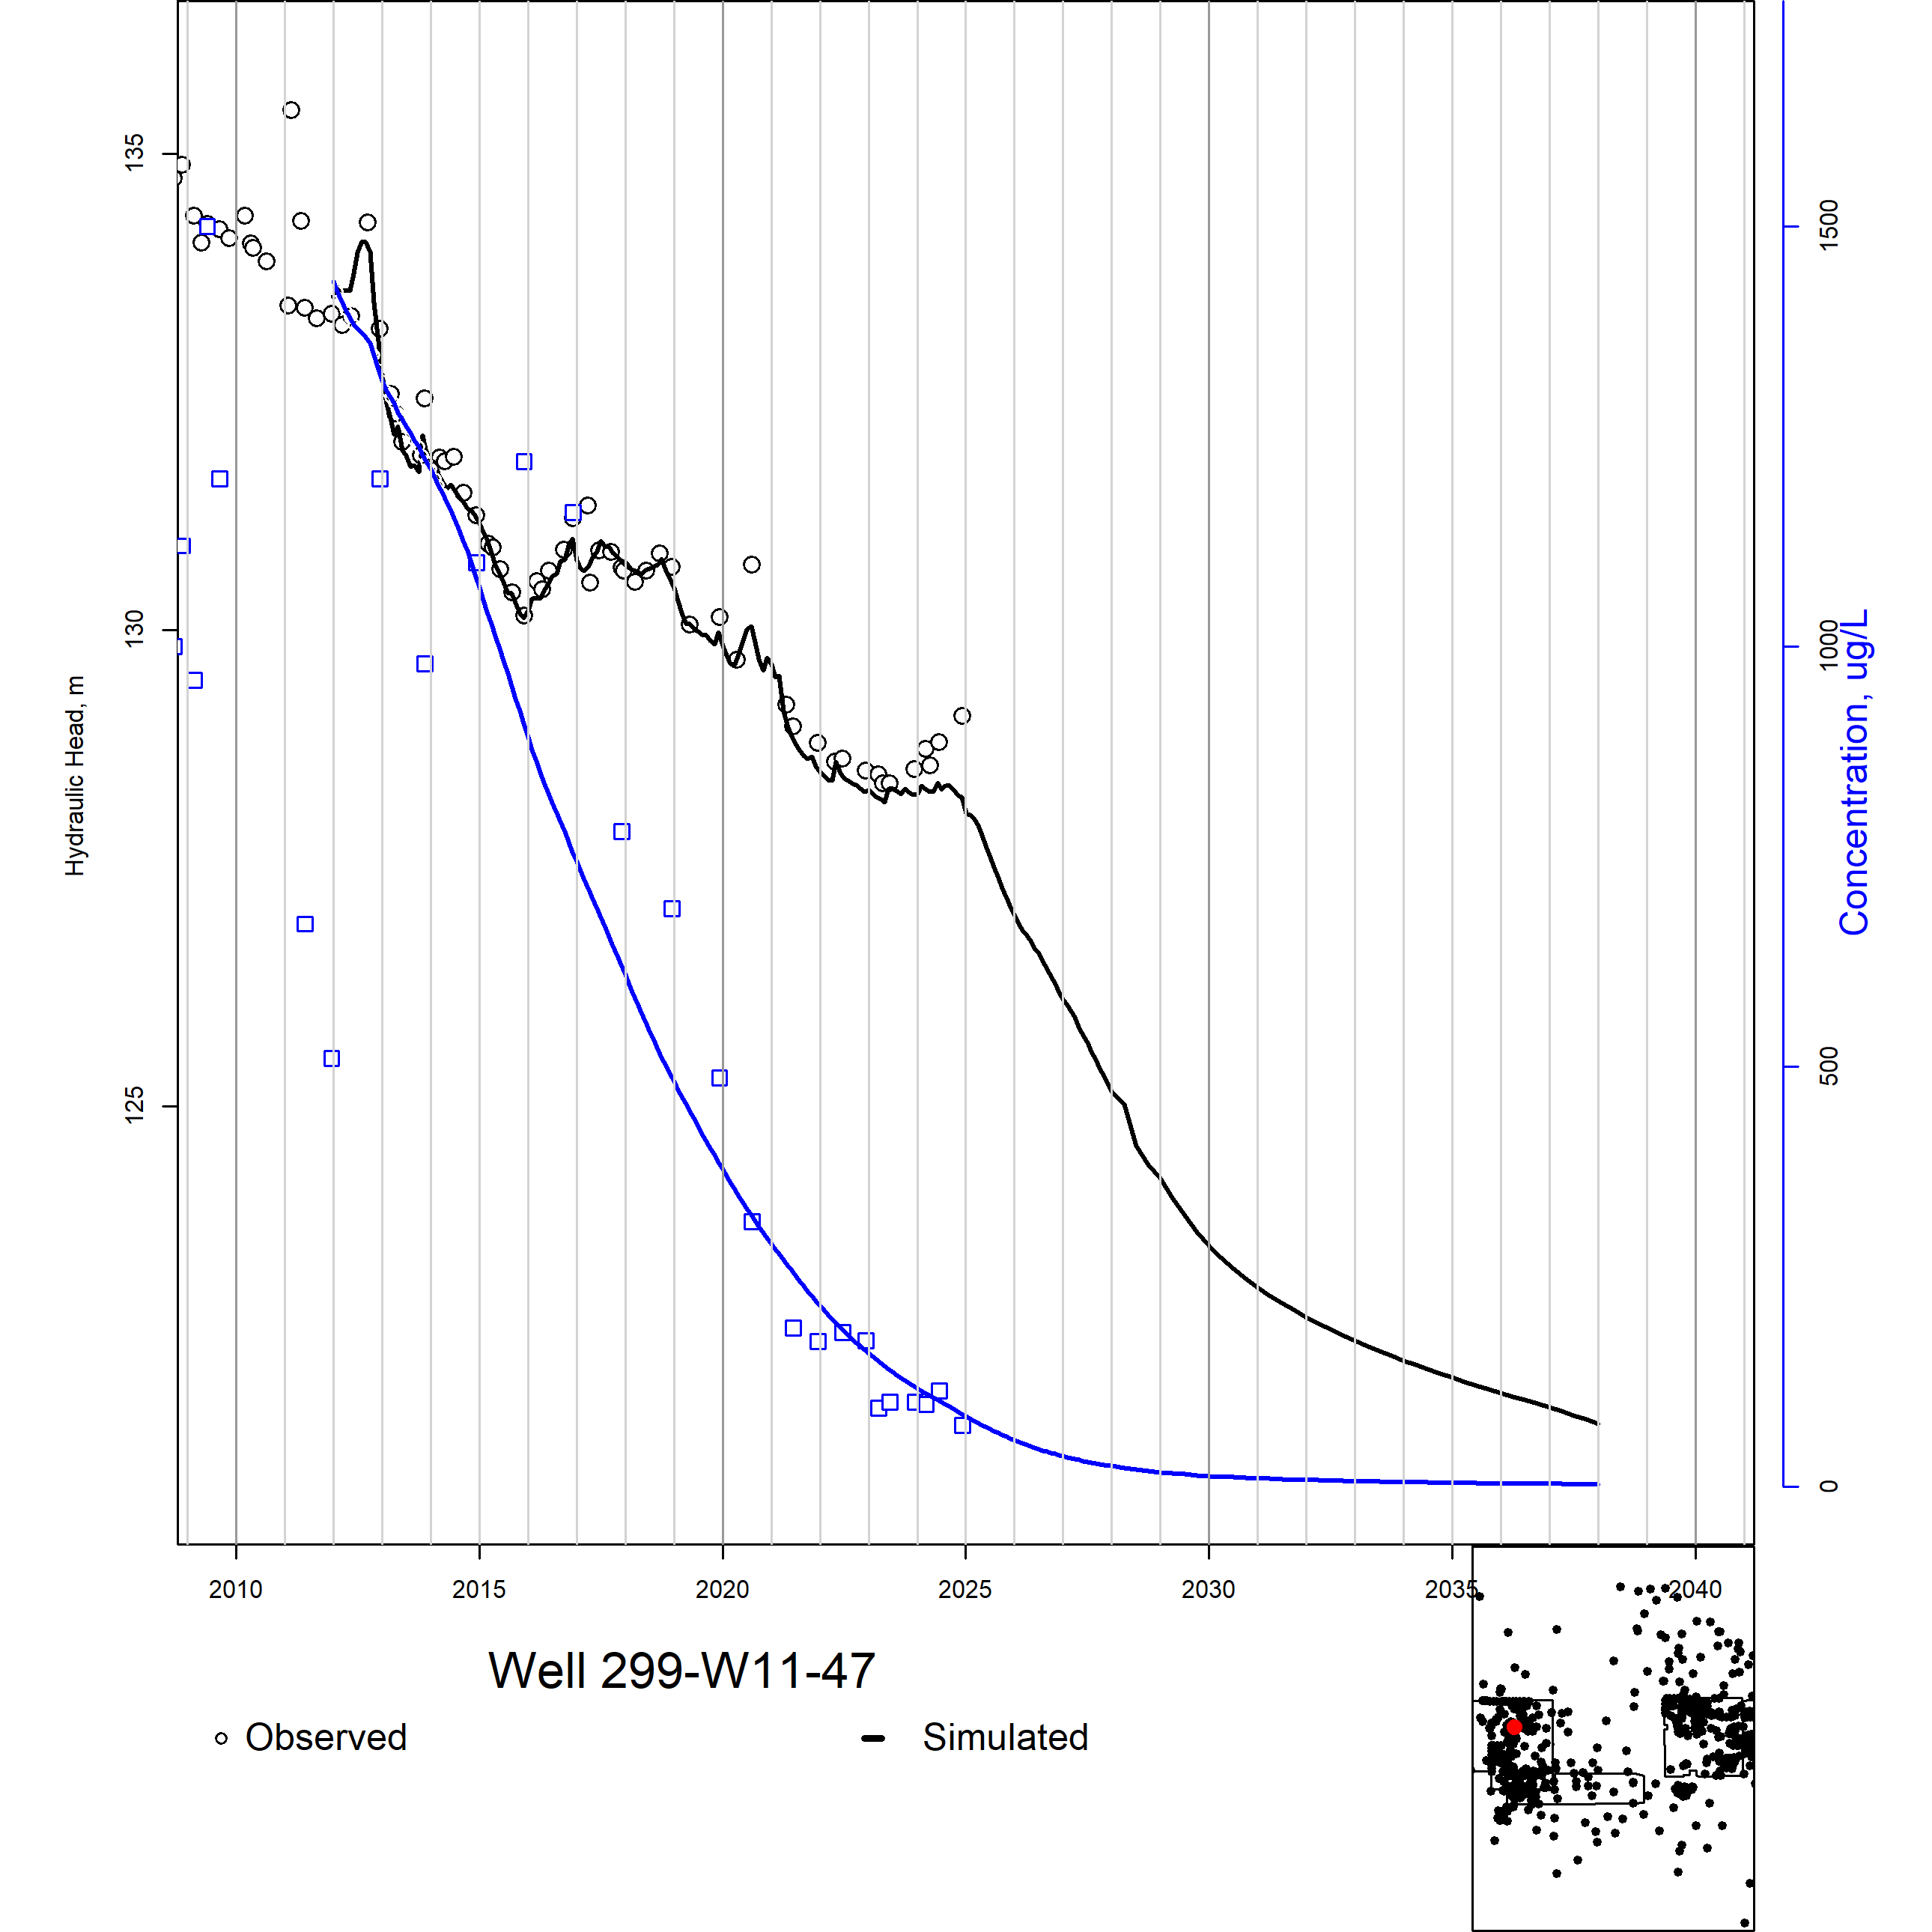 135
130
125
Hydraulic Head, m
1500
1000
500
0
Concentration, ug/L
2010
2015
2020
2025
2030
2035
2040
Well 299-W11-47
Observed
Simulated